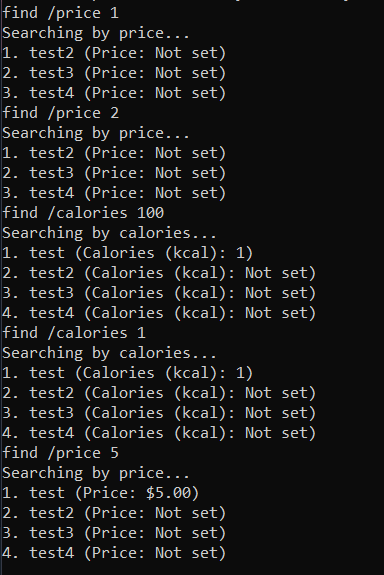 find /price 1
Searching by price...
1. test2 (Price: Not set)
2. test3 (Price: Not set)
3. test4 (Price: Not set)
find /price 2
Searching by price...
1. test2 (Price: Not set)
2. test3 (Price: Not set)
3. test4 (Price: Not set)
find /calories 100
Searching by calories...
1. test (Calories (kcal): 1)
2. test2 (Calories (kcal): Not set)
3. test3 (Calories (kcal): Not set)
4. test4 (Calories (kcal): Not set)
find /calories 1
Searching by calories...
1. test (Calories (kcal): 1)
2. test2 (Calories (kcal): Not set)
3. test3 (Calories (kcal): Not set)
4. test4 (Calories (kcal): Not set)
find /price 5
Searching by price...
1. test (Price: $5.00)
2. test2 (Price: Not set)
3. test3 (Price: Not set)
4. test4 (Price: Not set)